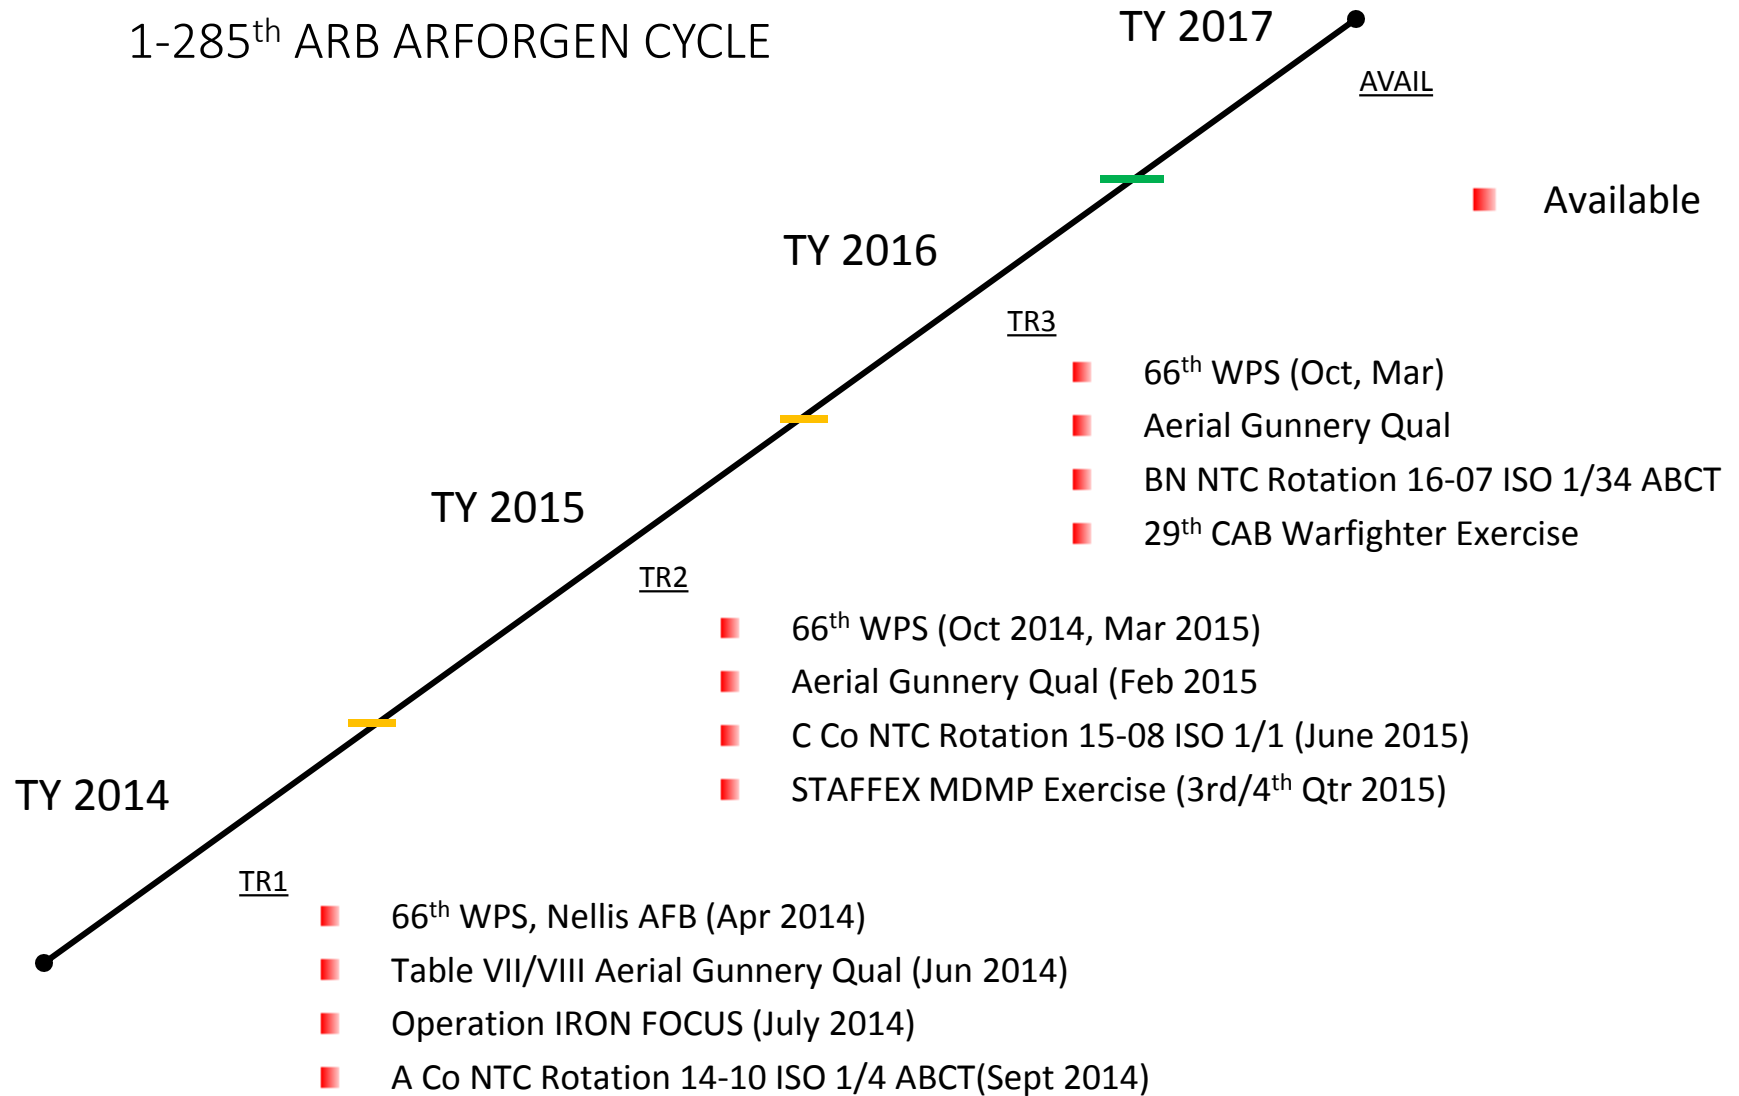 1-285th ARB ARFORGEN CYCLE
TY 2017
AVAIL
Available
TY 2016
TR3
66th WPS (Oct, Mar)
Aerial Gunnery Qual
BN NTC Rotation 16-07 ISO 1/34 ABCT
29th CAB Warfighter Exercise
TY 2015
TR2
66th WPS (Oct 2014, Mar 2015)
Aerial Gunnery Qual (Feb 2015
C Co NTC Rotation 15-08 ISO 1/1 (June 2015)
STAFFEX MDMP Exercise (3rd/4th Qtr 2015)
TY 2014
TR1
66th WPS, Nellis AFB (Apr 2014)
Table VII/VIII Aerial Gunnery Qual (Jun 2014)
Operation IRON FOCUS (July 2014)
A Co NTC Rotation 14-10 ISO 1/4 ABCT(Sept 2014)